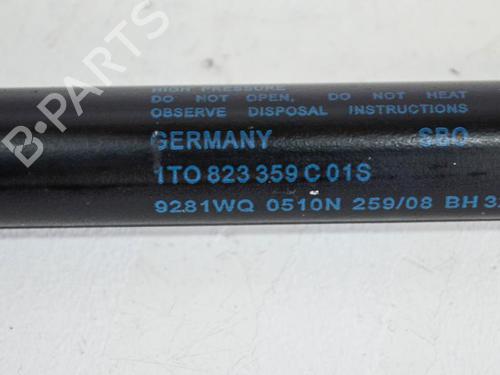 HIGH PRESSURE
DO NOT OPEN, DO NOT HEAT
OBSERVE DISPOSAL INSTRUCTIONS
GERMANY SBO
1TO 823 359 C 01S
9281WQ 0510N 259/08 BH 3.
B-PARTS